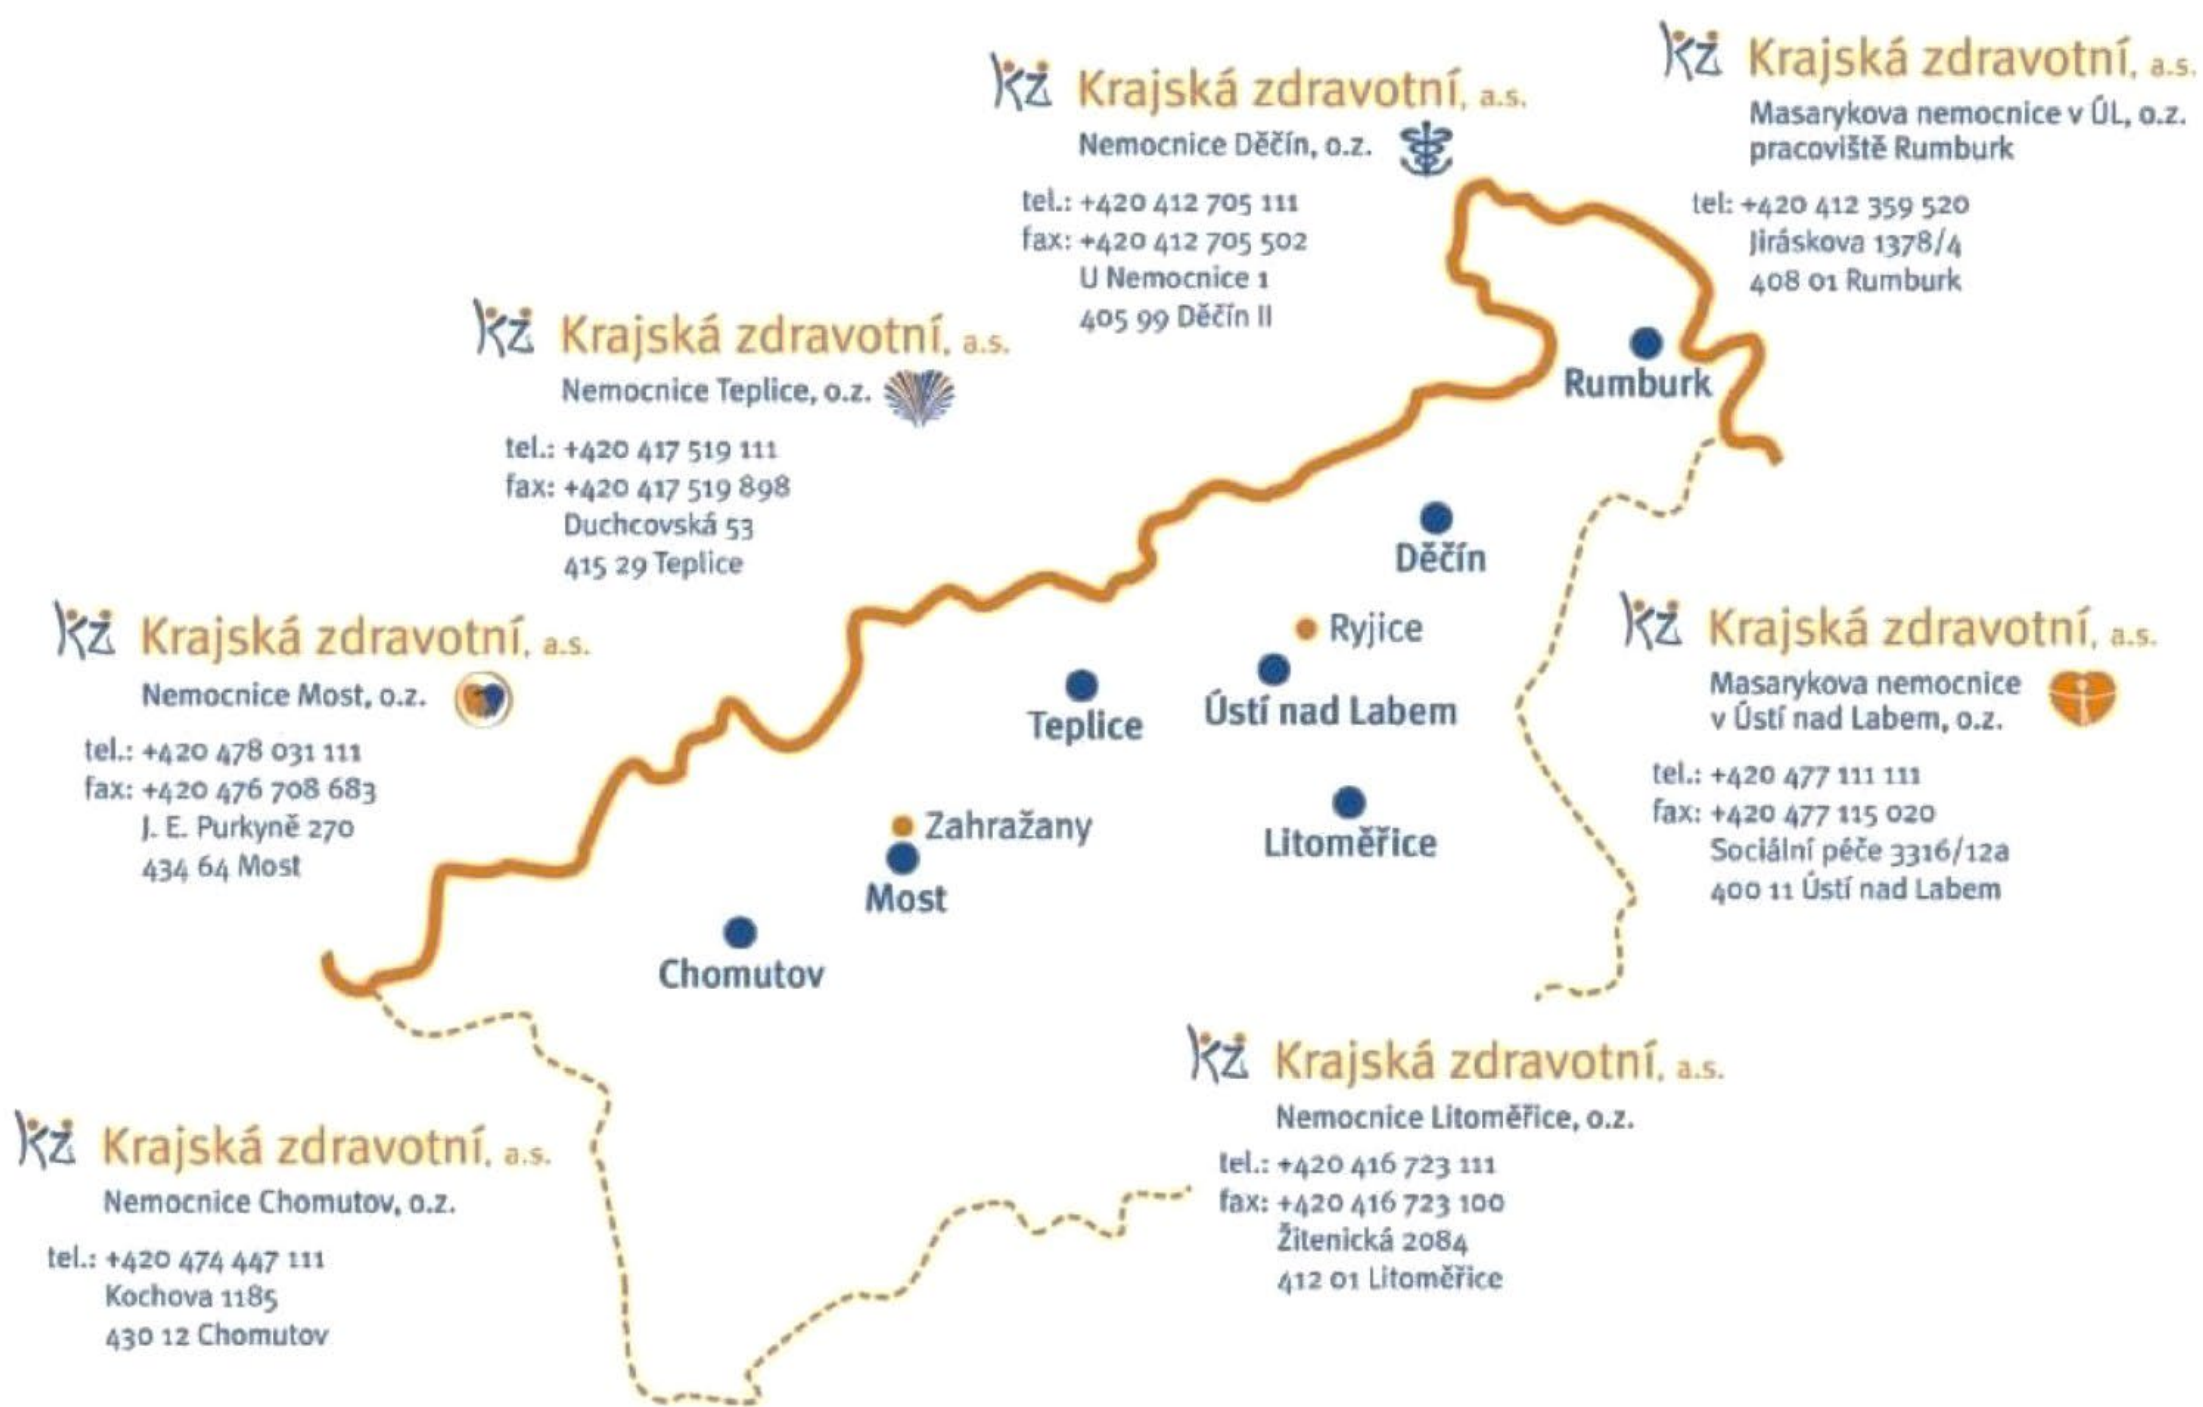 kz Krajská zdravotní, a.s.
Masarykova nemocnice v ÚL, o.z.
pracoviště Rumburk
tel: +420 412 359 520
Jiráskova 1378/4
408 01 Rumburk
kz Krajská zdravotní, a.s.
Nemocnice Děčín, o.z.
tel.: +420 412 705 111
fax: +420 412 705 502
U Nemocnice 1
405 99 Děčín II
kz Krajská zdravotní, a.s.
Nemocnice Teplice, o.z.
tel.: +420 417 519 111
fax: +420 417 519 898
Duchcovská 53
415 29 Teplice
kz Krajská zdravotní, a.s.
Nemocnice Most, o.z.
tel.: +420 478 031 111
fax: +420 476 708 683
J. E. Purkyně 270
434 64 Most
Rumburk
Děčín
Ryjice
Ústí nad Labem
Teplice
Litoměřice
Zahražany
Most
Chomutov
kz Krajská zdravotní, a.s.
Masarykova nemocnice
v Ústí nad Labem, o.z.
tel.: +420 477 111 111
fax: +420 477 115 020
Sociální péče 3316/12a
400 11 Ústí nad Labem
kz Krajská zdravotní, a.s.
Nemocnice Litoměřice, o.z.
tel.: +420 416 723 111
fax: +420 416 723 100
Žitenická 2084
412 01 Litoměřice
kz Krajská zdravotní, a.s.
Nemocnice Chomutov, o.z.
tel.: +420 474 447 111
Kochova 1185
430 12 Chomutov